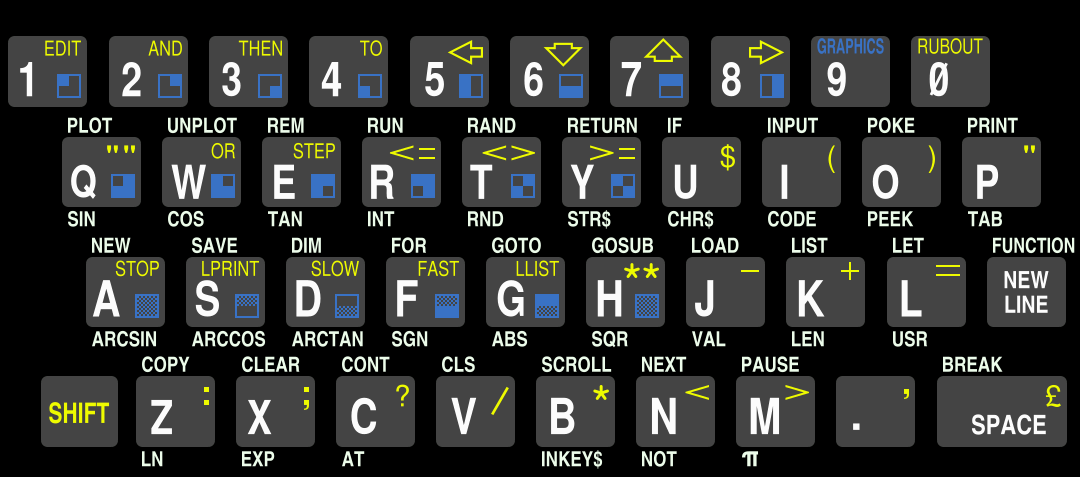 EDIT AND THEN TO GRAPHICS RUBOUT
1 2 3 4 5 6 7 8 9 0
PLOT UNPLOT REM RUN RAND RETURN IF INPUT POKE PRINT
"" OR STEP <= <> >= $ ( ) "
Q W E R T Y U I O P
SIN COS TAN INT RND STR$ CHR$ CODE PEEK TAB
NEW SAVE DIM FOR GOTO GOSUB LOAD LIST LET FUNCTION
STOP LPRINT SLOW FAST LLIST ** - + =
A S D F G H J K L NEW LINE
ARCSIN ARCCOS ARCTAN SGN ABS SQR VAL LEN USR
COPY CLEAR CONT CLS SCROLL NEXT PAUSE BREAK
: ; ? / * < > , £
SHIFT Z X C V B N M . SPACE
LN EXP AT INKEY$ NOT π